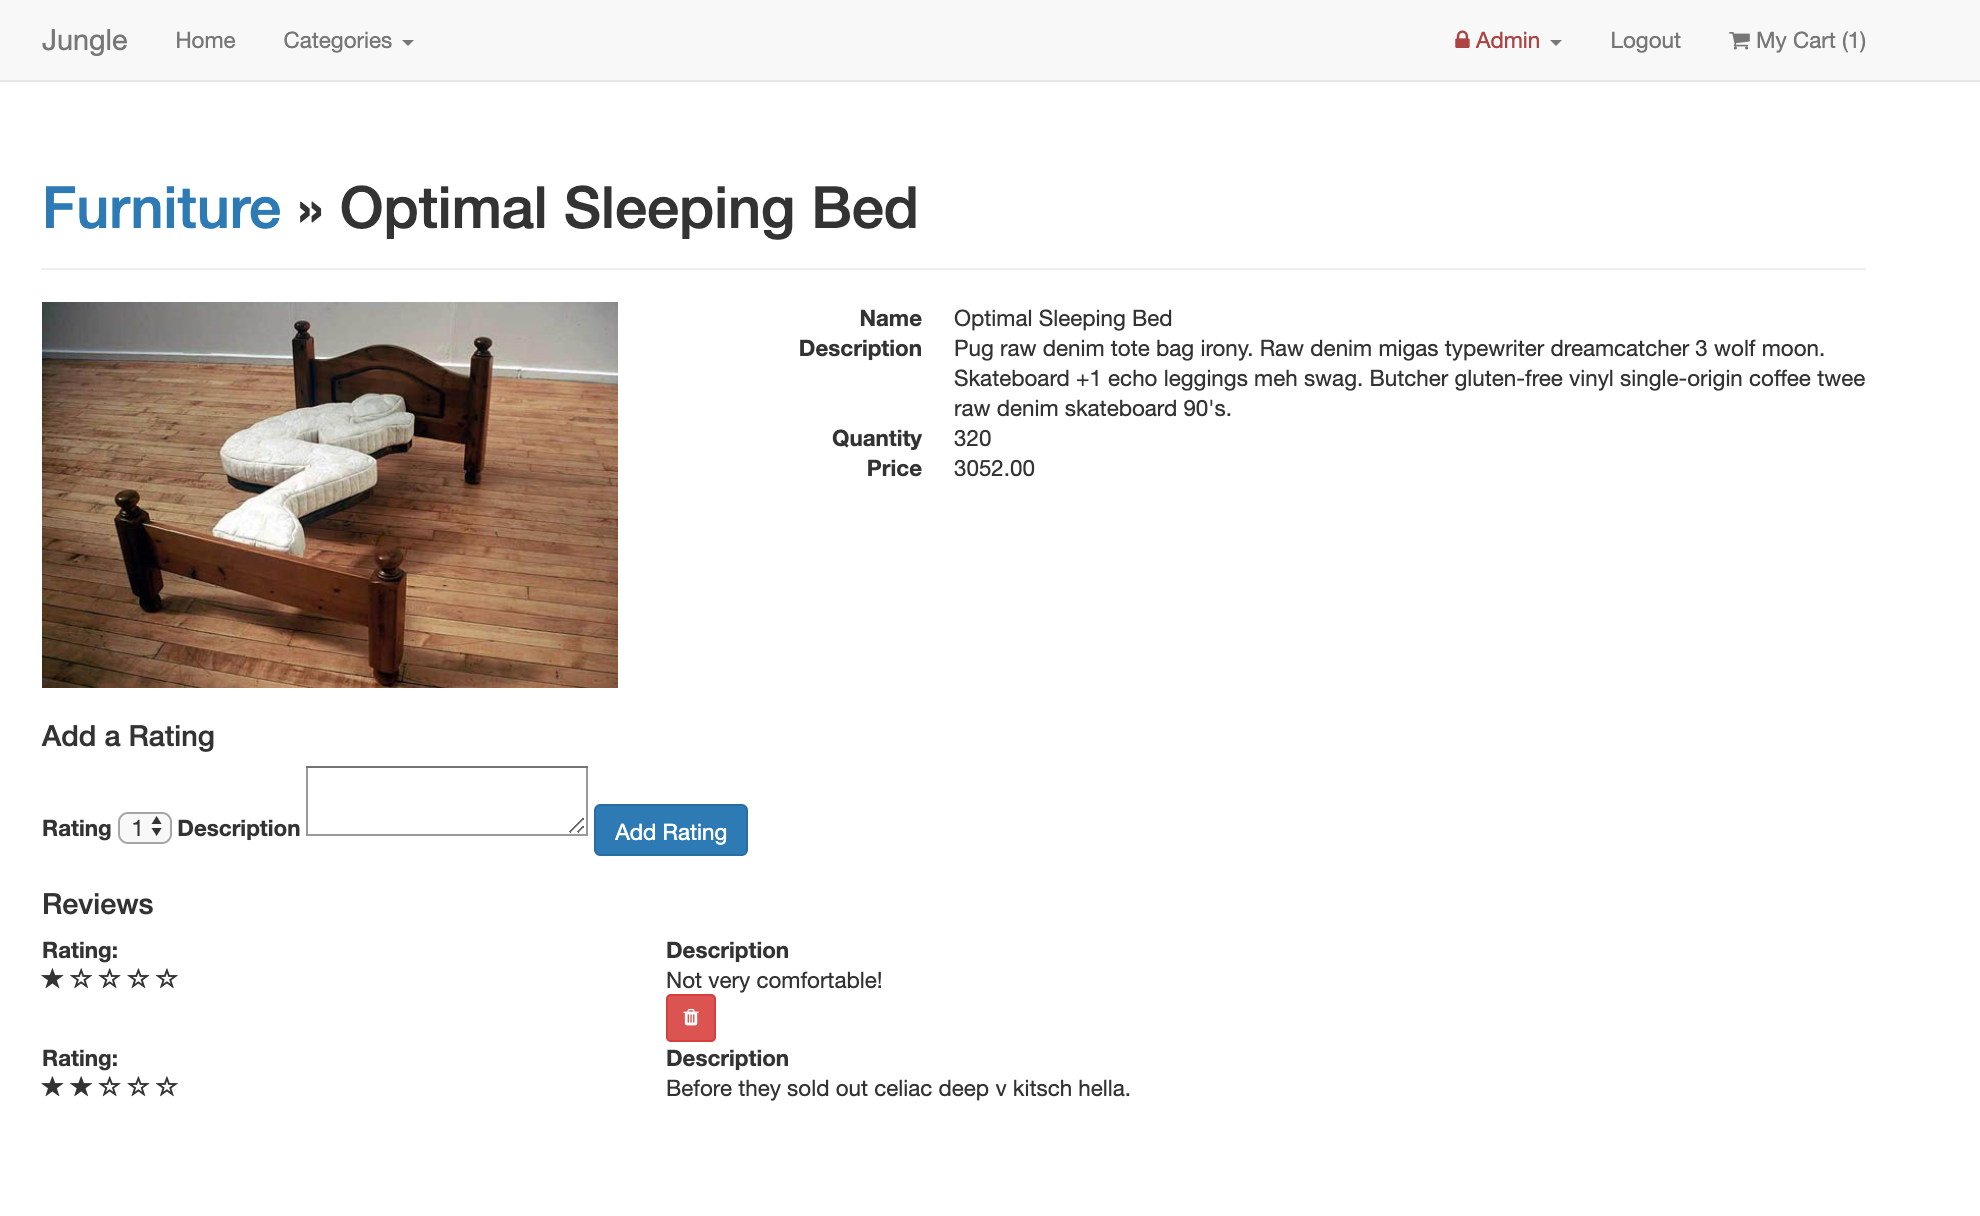 Jungle Home Categories Admin Logout My Cart (1)
Furniture » Optimal Sleeping Bed
Name Optimal Sleeping Bed
Description Pug raw denim tote bag irony. Raw denim migas typewriter dreamcatcher 3 wolf moon.
Skateboard +1 echo leggings meh swag. Butcher gluten-free vinyl single-origin coffee twee
raw denim skateboard 90's.
Quantity 320
Price 3052.00
Add a Rating
Rating 1 Description Add Rating
Reviews
Rating: Description
Not very comfortable!
Rating: Description
Before they sold out celiac deep v kitsch hella.